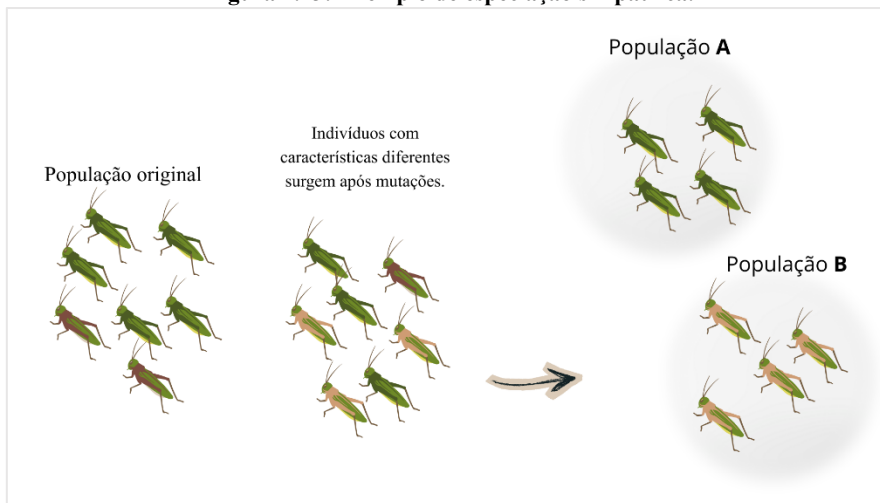 População original
Indivíduos com
características diferentes
surgem após mutações.
População A
População B